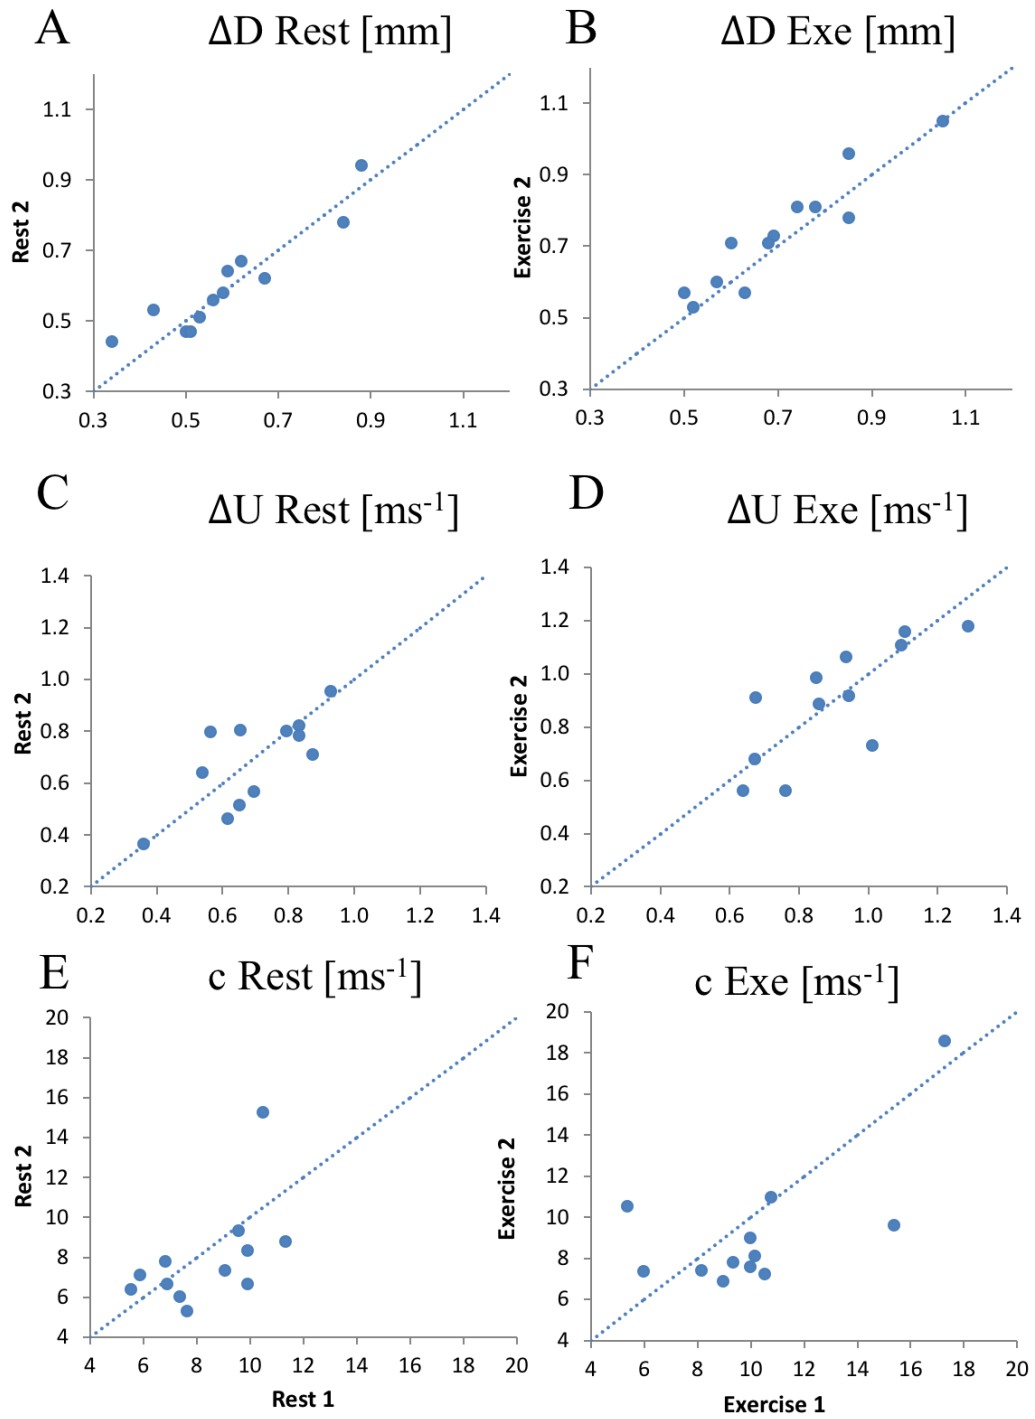 A
ΔD Rest [mm]
1.1
0.9
0.7
0.5
0.3
Rest 2
0.3 0.5 0.7 0.9 1.1
B
ΔD Exe [mm]
1.1
0.9
0.7
0.5
0.3
Exercise 2
0.3 0.5 0.7 0.9 1.1
C
ΔU Rest [ms-1]
1.4
1.2
1.0
0.8
0.6
0.4
0.2
Rest 2
0.2 0.4 0.6 0.8 1.0 1.2 1.4
D
ΔU Exe [ms-1]
1.4
1.2
1.0
0.8
0.6
0.4
0.2
Exercise 2
0.2 0.4 0.6 0.8 1.0 1.2 1.4
E
c Rest [ms-1]
20
18
16
14
12
10
8
6
4
Rest 2
4 6 8 10 12 14 16 18 20
Rest 1
F
c Exe [ms-1]
20
18
16
14
12
10
8
6
4
Exercise 2
4 6 8 10 12 14 16 18 20
Exercise 1